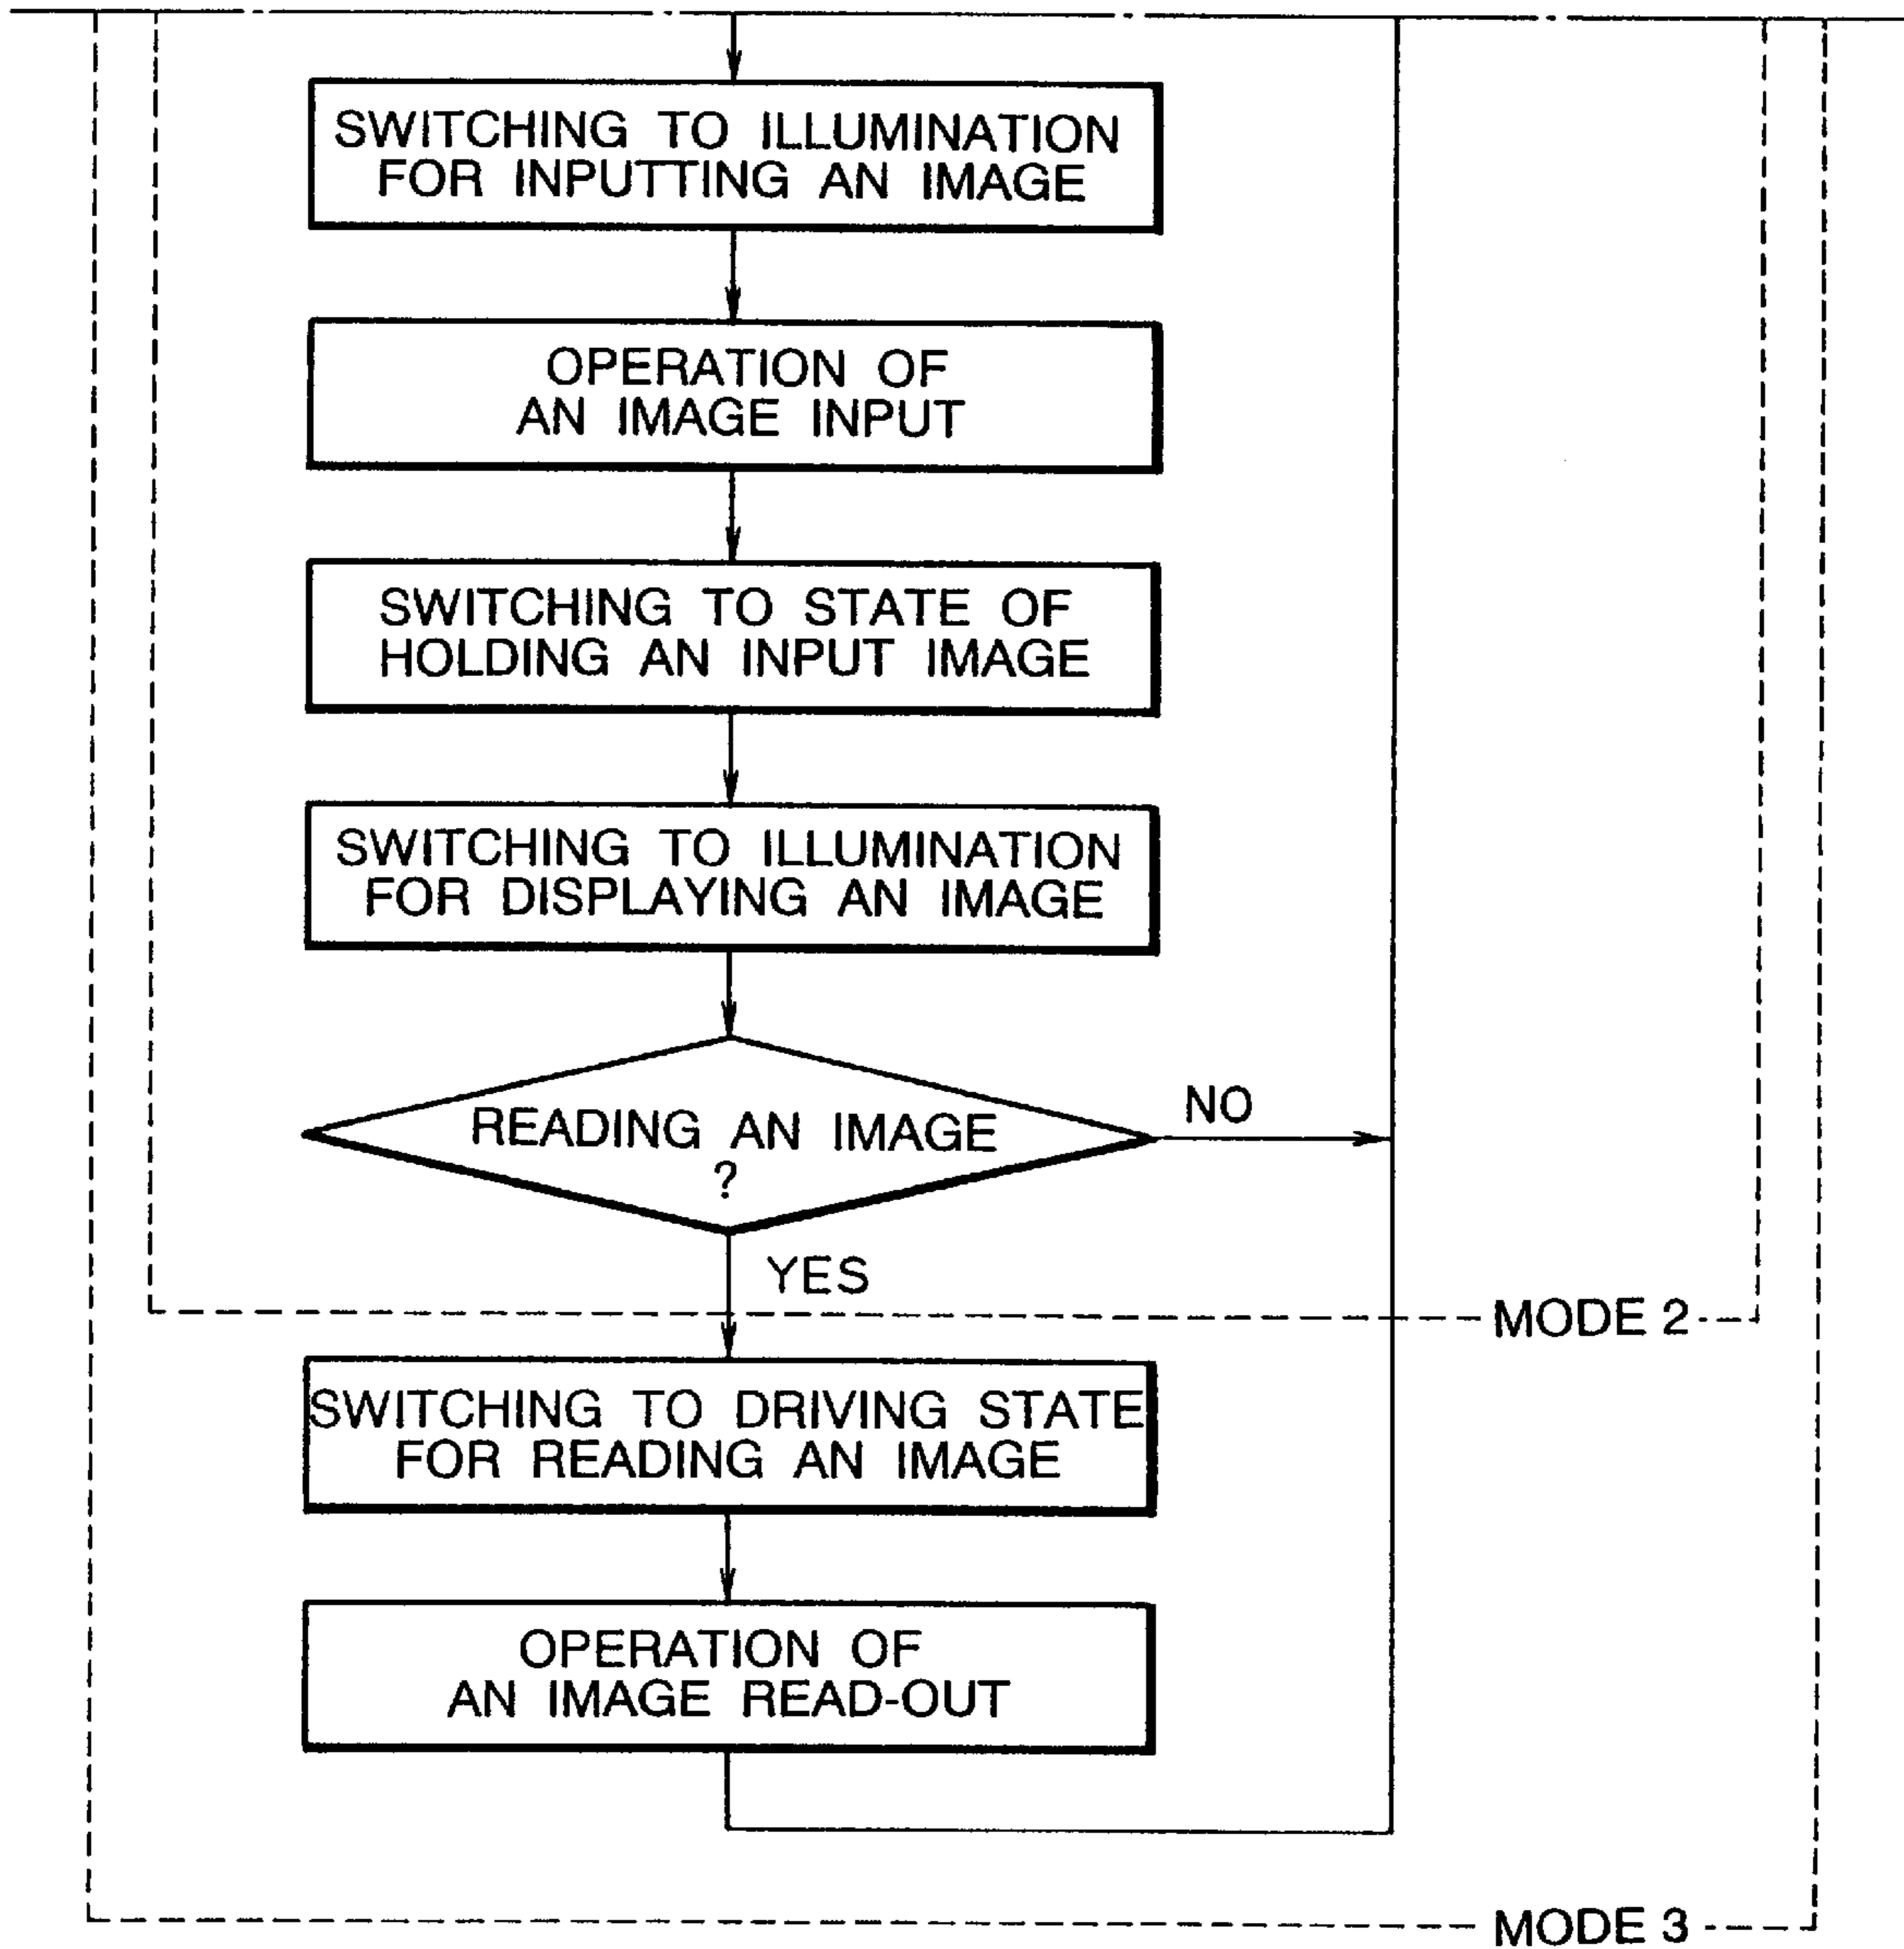 SWITCHING TO ILLUMINATION
FOR INPUTTING AN IMAGE
OPERATION OF
AN IMAGE INPUT
SWITCHING TO STATE OF
HOLDING AN INPUT IMAGE
SWITCHING TO ILLUMINATION
FOR DISPLAYING AN IMAGE
READING AN IMAGE
?
NO
YES
MODE 2
SWITCHING TO DRIVING STATE
FOR READING AN IMAGE
OPERATION OF
AN IMAGE READ-OUT
MODE 3